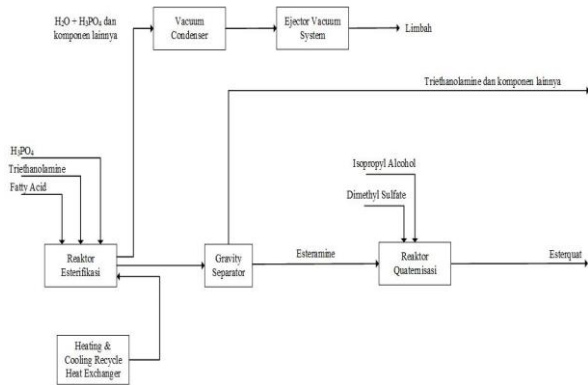 H₂O + H₃PO₄ dan
komponen lainnya
Vacuum
Condenser
Ejector Vacuum
System
Limbah
Triethanolamine dan komponen lainnya
H₃PO₄
Triethanolamine
Fatty Acid
Isopropyl Alcohol
Dimethyl Sulfate
Reaktor
Esterifikasi
Gravity
Separator
Esteramine
Reaktor
Quaternisasi
Esterquat
Heating &
Cooling Recycle
Heat Exchanger